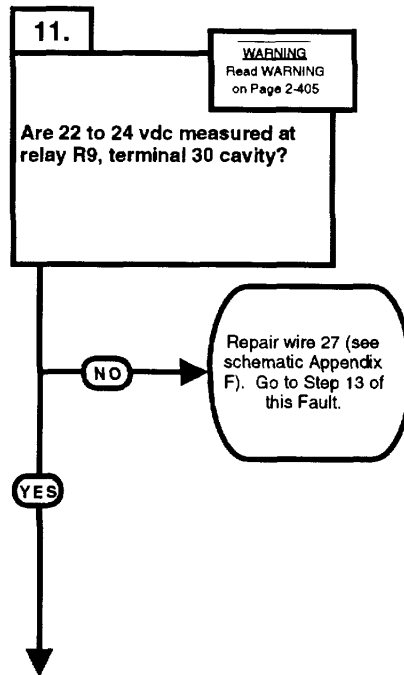 11.
WARNING
Read WARNING
on Page 2-405
Are 22 to 24 vdc measured at
relay R9, terminal 30 cavity?
NO
Repair wire 27 (see
schematic Appendix
F). Go to Step 13 of
this Fault.
YES